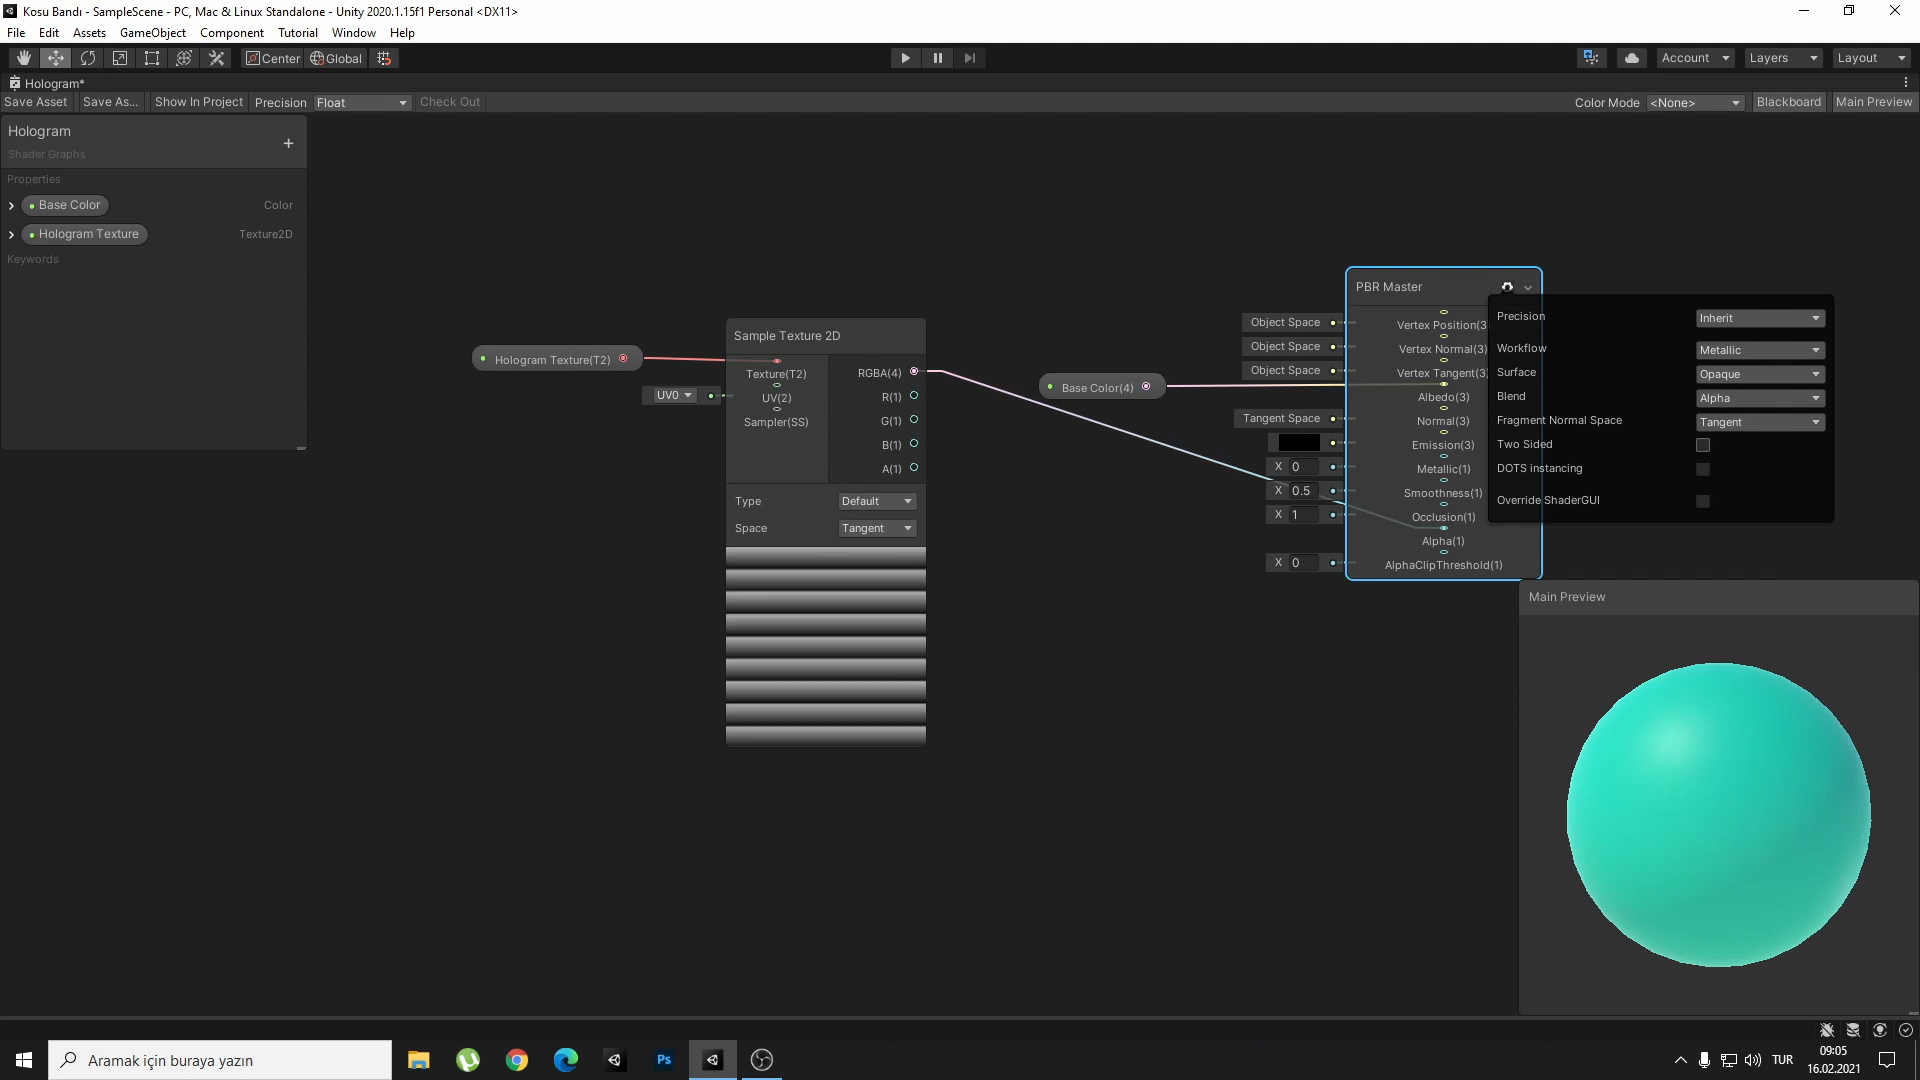 Kosu Bandı - SampleScene - PC, Mac & Linux Standalone - Unity 2020.1.15f1 Personal <DX11>
File Edit Assets GameObject Component Tutorial Window Help
Center Global Account Layers Layout
Hologram*
Save Asset Save As... Show In Project Precision Float Check Out Color Mode <None> Blackboard Main Preview
Hologram
Shader Graphs
+
Properties
Base Color Color
Hologram Texture Texture2D
Keywords
Hologram Texture(T2)
UV0
Sample Texture 2D
Texture(T2)
UV(2)
Sampler(SS)
RGBA(4)
R(1)
G(1)
B(1)
A(1)
Type Default
Space Tangent
Base Color(4)
Object Space
Object Space
Object Space
Tangent Space
X 0
X 0.5
X 1
X 0
PBR Master
Vertex Position(3
Vertex Normal(3)
Vertex Tangent(3)
Albedo(3)
Normal(3)
Emission(3)
Metallic(1)
Smoothness(1)
Occlusion(1)
Alpha(1)
AlphaClipThreshold(1)
Precision Inherit
Workflow Metallic
Surface Opaque
Blend Alpha
Fragment Normal Space Tangent
Two Sided
DOTS instancing
Override ShaderGUI
Main Preview
Aramak için buraya yazın
Ps
TUR
09:05
16.02.2021